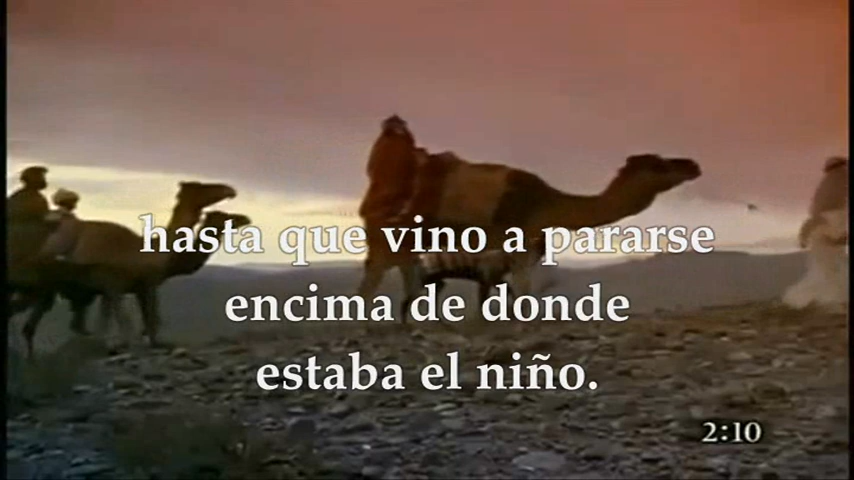 hasta que vino a pararse
encima de donde
estaba el niño.
2:10